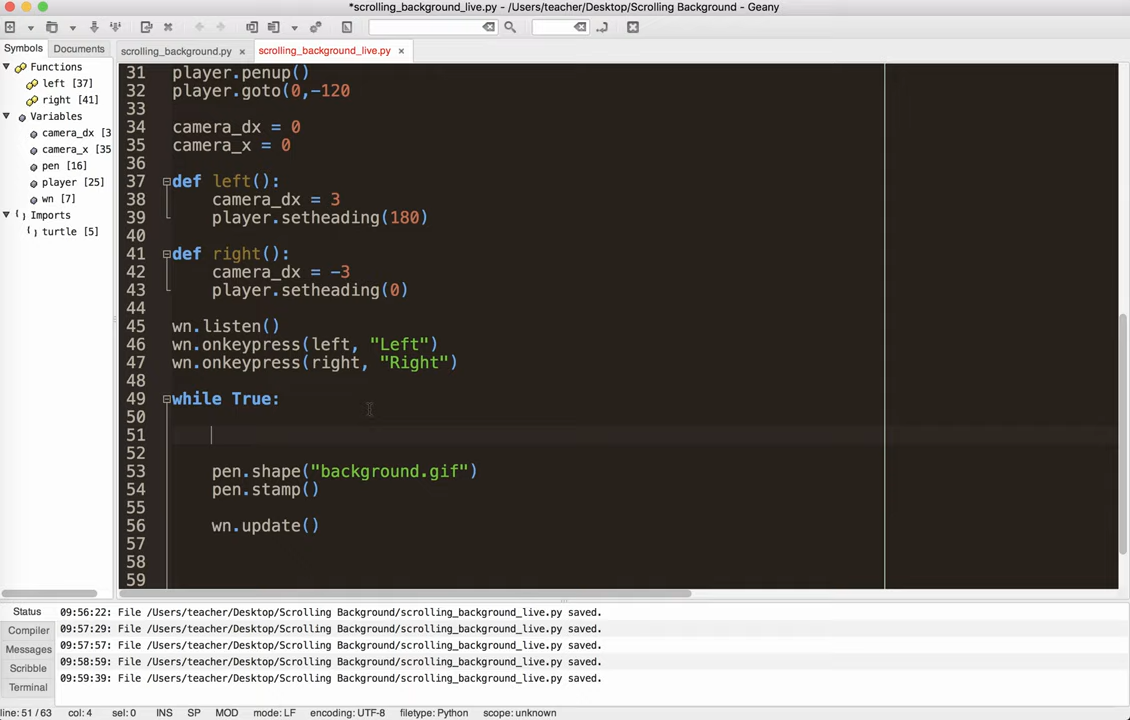 *scrolling_background_live.py - /Users/teacher/Desktop/Scrolling Background - Geany
Symbols Documents scrolling_background.py × scrolling_background_live.py ×
Functions
left [37]
right [41]
Variables
camera_dx [3
camera_x [35
pen [16]
player [25]
wn [7]
Imports
turtle [5]
31 player.penup()
32 player.goto(0,-120
33
34 camera_dx = 0
35 camera_x = 0
36
37 def left():
38 camera_dx = 3
39 player.setheading(180)
40
41 def right():
42 camera_dx = -3
43 player.setheading(0)
44
45 wn.listen()
46 wn.onkeypress(left, "Left")
47 wn.onkeypress(right, "Right")
48
49 while True:
50
51
52
53 pen.shape("background.gif")
54 pen.stamp()
55
56 wn.update()
57
58
59
Status
Compiler
Messages
Scribble
Terminal
09:56:22: File /Users/teacher/Desktop/Scrolling Background/scrolling_background_live.py saved.
09:57:29: File /Users/teacher/Desktop/Scrolling Background/scrolling_background_live.py saved.
09:57:57: File /Users/teacher/Desktop/Scrolling Background/scrolling_background_live.py saved.
09:58:59: File /Users/teacher/Desktop/Scrolling Background/scrolling_background_live.py saved.
09:59:39: File /Users/teacher/Desktop/Scrolling Background/scrolling_background_live.py saved.
line: 51 / 63 col: 4 sel: 0 INS SP MOD mode: LF encoding: UTF-8 filetype: Python scope: unknown